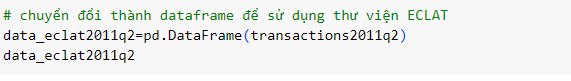 # chuyển đổi thành dataframe để sử dụng thư viện ECLAT
data_eclat2011q2=pd.DataFrame(transactions2011q2)
data_eclat2011q2